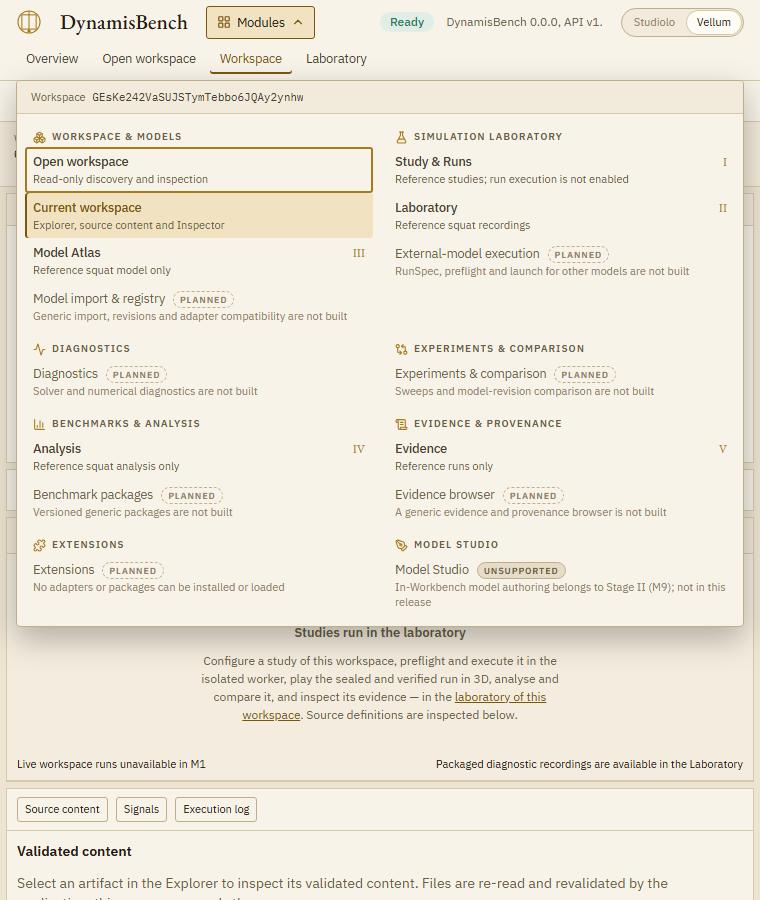 DynamisBench
Modules
Ready
DynamisBench 0.0.0, API v1.
Studiolo
Vellum
Overview
Open workspace
Workspace
Laboratory
Workspace GEsKe242VaSUJSTymTebbo6JQAy2ynhw
WORKSPACE & MODELS
Open workspace
Read-only discovery and inspection
Current workspace
Explorer, source content and Inspector
Model Atlas III
Reference squat model only
Model import & registry PLANNED
Generic import, revisions and adapter compatibility are not built
SIMULATION LABORATORY
Study & Runs I
Reference studies; run execution is not enabled
Laboratory II
Reference squat recordings
External-model execution PLANNED
RunSpec, preflight and launch for other models are not built
DIAGNOSTICS
Diagnostics PLANNED
Solver and numerical diagnostics are not built
EXPERIMENTS & COMPARISON
Experiments & comparison PLANNED
Sweeps and model-revision comparison are not built
BENCHMARKS & ANALYSIS
Analysis IV
Reference squat analysis only
Benchmark packages PLANNED
Versioned generic packages are not built
EVIDENCE & PROVENANCE
Evidence V
Reference runs only
Evidence browser PLANNED
A generic evidence and provenance browser is not built
EXTENSIONS
Extensions PLANNED
No adapters or packages can be installed or loaded
MODEL STUDIO
Model Studio UNSUPPORTED
In-Workbench model authoring belongs to Stage II (M9); not in this
release
Studies run in the laboratory
Configure a study of this workspace, preflight and execute it in the
isolated worker, play the sealed and verified run in 3D, analyse and
compare it, and inspect its evidence — in the laboratory of this
workspace. Source definitions are inspected below.
Live workspace runs unavailable in M1
Packaged diagnostic recordings are available in the Laboratory
Source content
Signals
Execution log
Validated content
Select an artifact in the Explorer to inspect its validated content. Files are re-read and revalidated by the